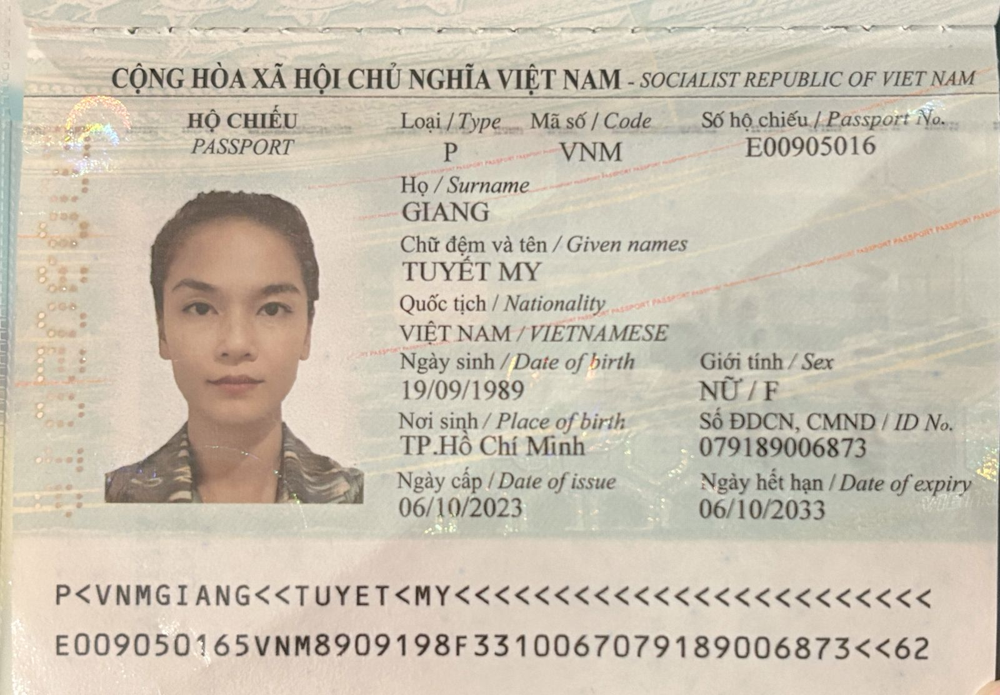 CỘNG HÒA XÃ HỘI CHỦ NGHĨA VIỆT NAM - SOCIALIST REPUBLIC OF VIET NAM
HỘ CHIẾU
PASSPORT
Loại / Type Mã số / Code Số hộ chiếu / Passport No.
P VNM E00905016
Họ / Surname
GIANG
Chữ đệm và tên / Given names
TUYẾT MY
Quốc tịch / Nationality
VIỆT NAM / VIETNAMESE
Ngày sinh / Date of birth Giới tính / Sex
19/09/1989 NỮ / F
Nơi sinh / Place of birth Số ĐDCN, CMND / ID No.
TP.Hồ Chí Minh 079189006873
Ngày cấp / Date of issue Ngày hết hạn / Date of expiry
06/10/2023 06/10/2033
P<VNMGIANG<<TUYET<MY<<<<<<<<<<<<<<<<<<<<<<<<
E009050165VNM8909198F3310067079189006873<<62